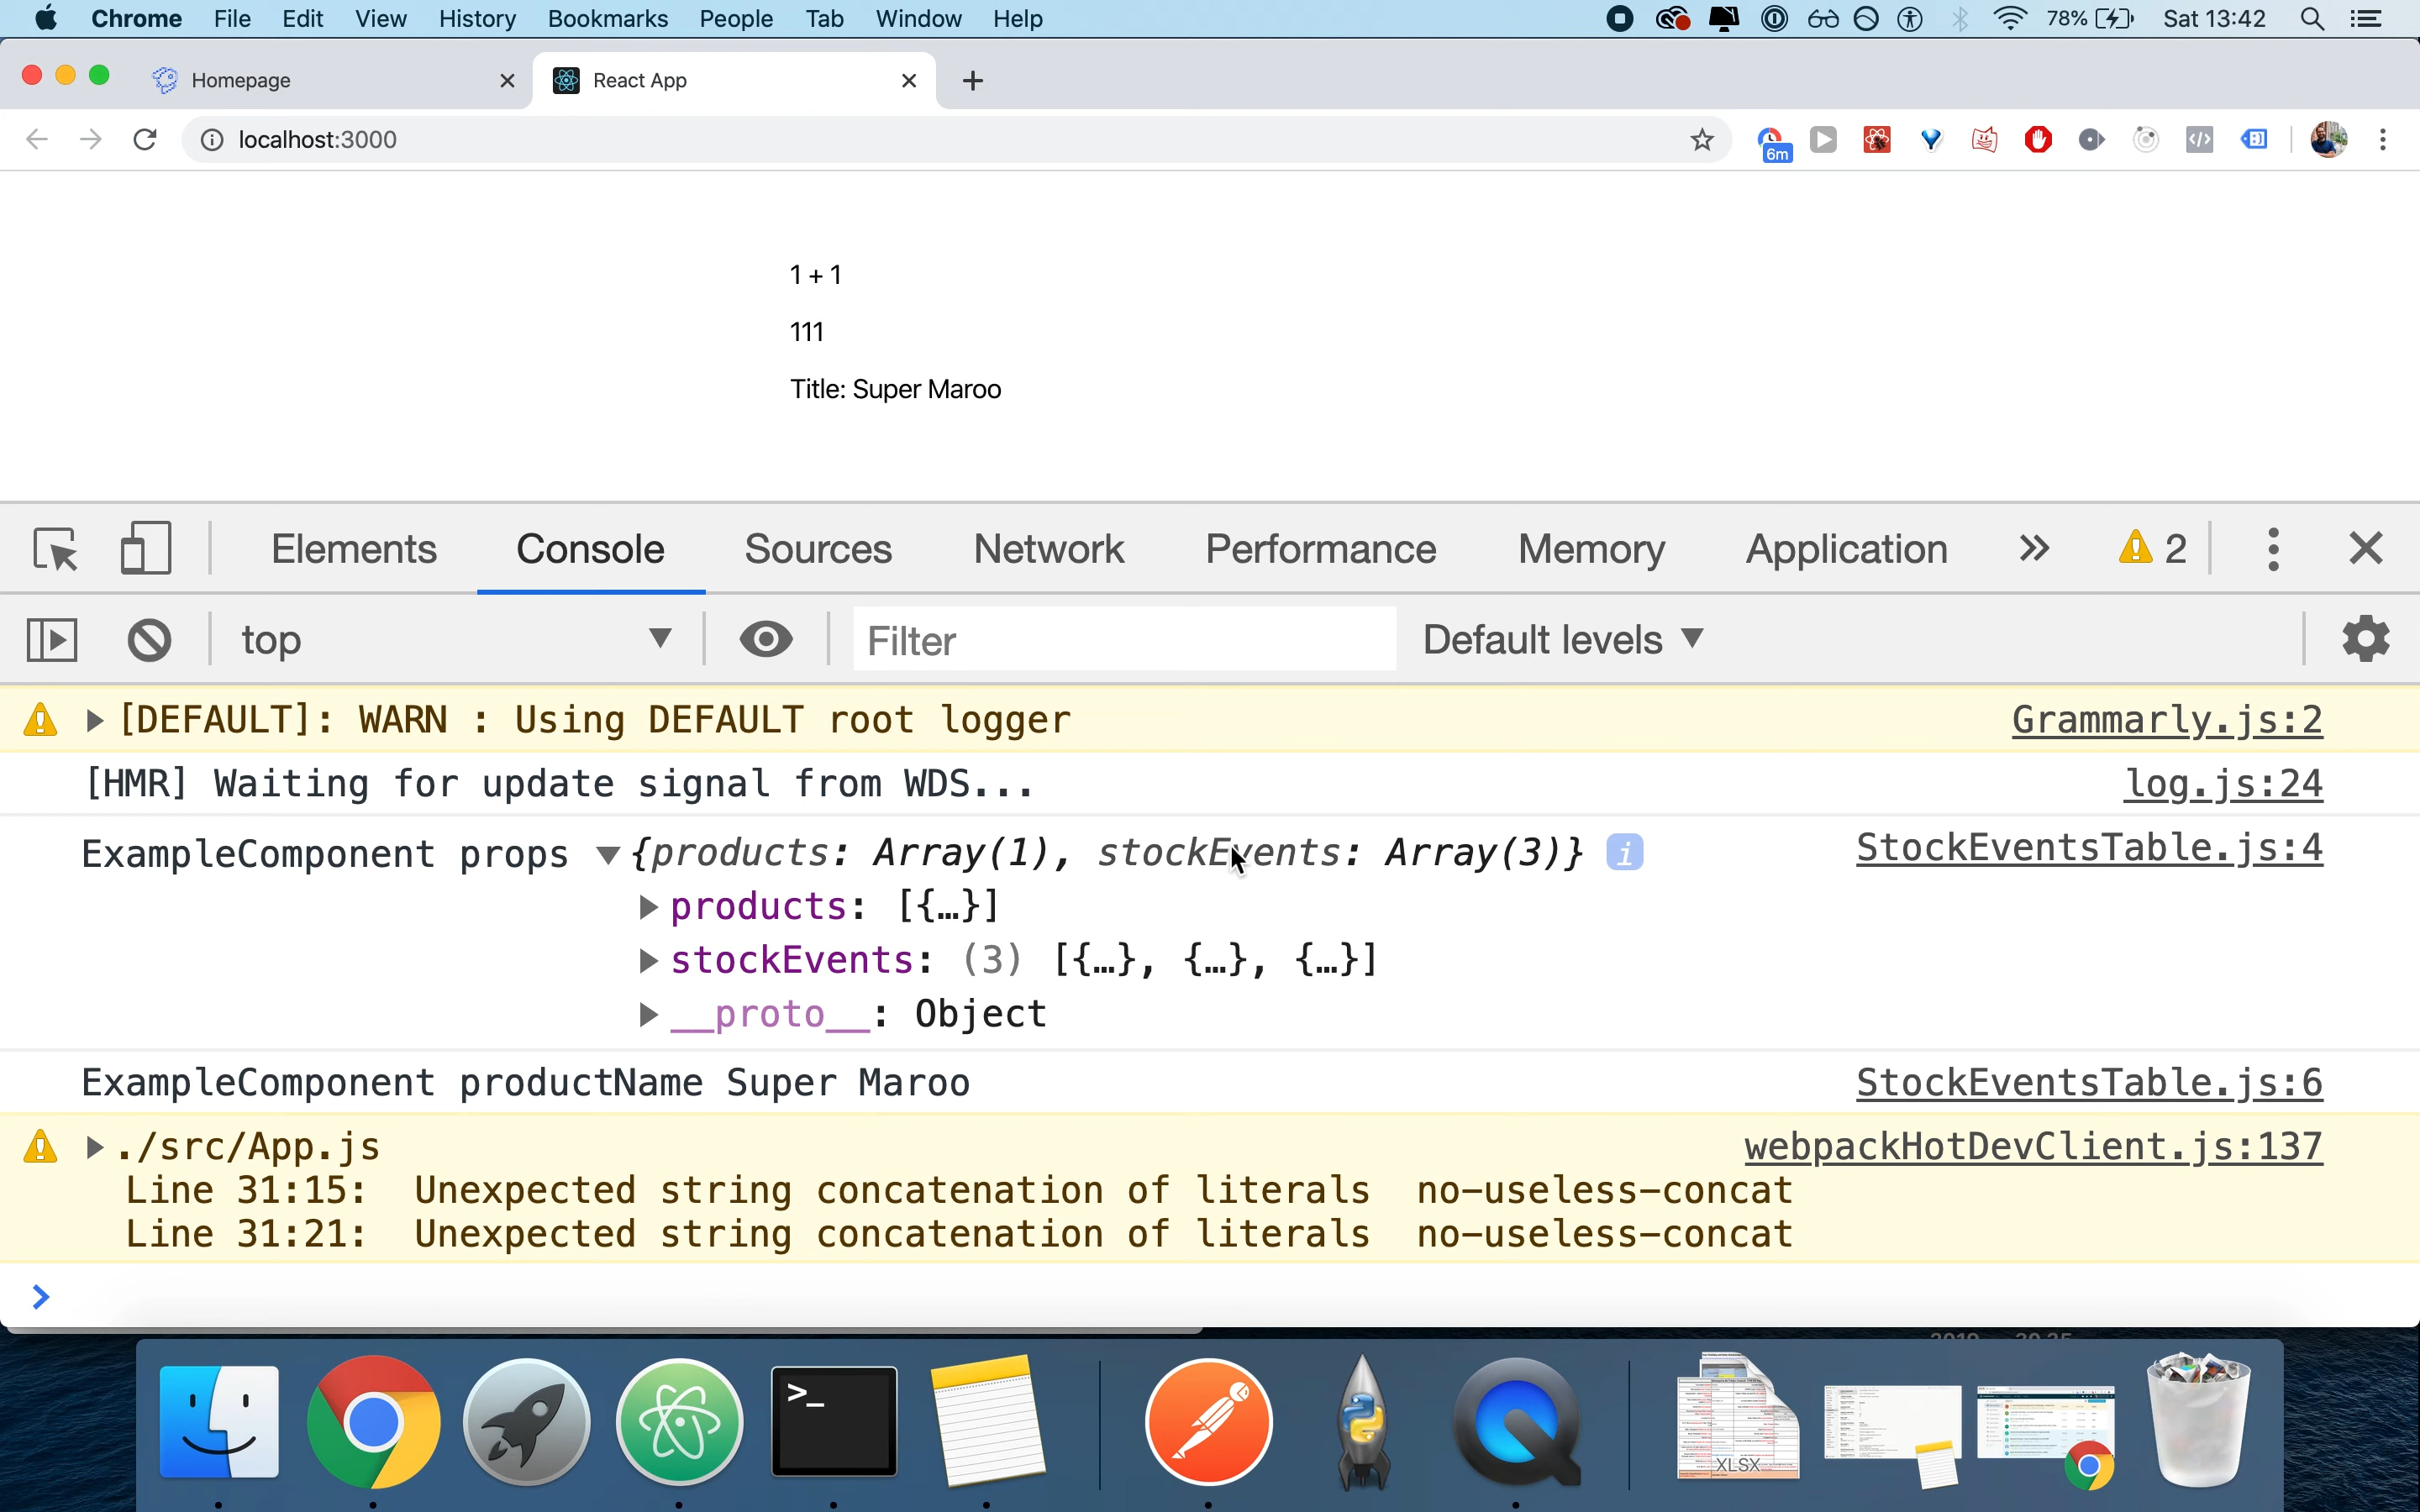 Chrome File Edit View History Bookmarks People Tab Window Help 78% Sat 13:42
Homepage React App
localhost:3000 6m
1 + 1
111
Title: Super Maroo
Elements Console Sources Network Performance Memory Application 2
top Filter Default levels
[DEFAULT]: WARN : Using DEFAULT root logger Grammarly.js:2
[HMR] Waiting for update signal from WDS... log.js:24
ExampleComponent props {products: Array(1), stockEvents: Array(3)} i StockEventsTable.js:4
products: [{…}]
stockEvents: (3) [{…}, {…}, {…}]
__proto__: Object
ExampleComponent productName Super Maroo StockEventsTable.js:6
./src/App.js webpackHotDevClient.js:137
Line 31:15: Unexpected string concatenation of literals no-useless-concat
Line 31:21: Unexpected string concatenation of literals no-useless-concat
>
>_
XLSX